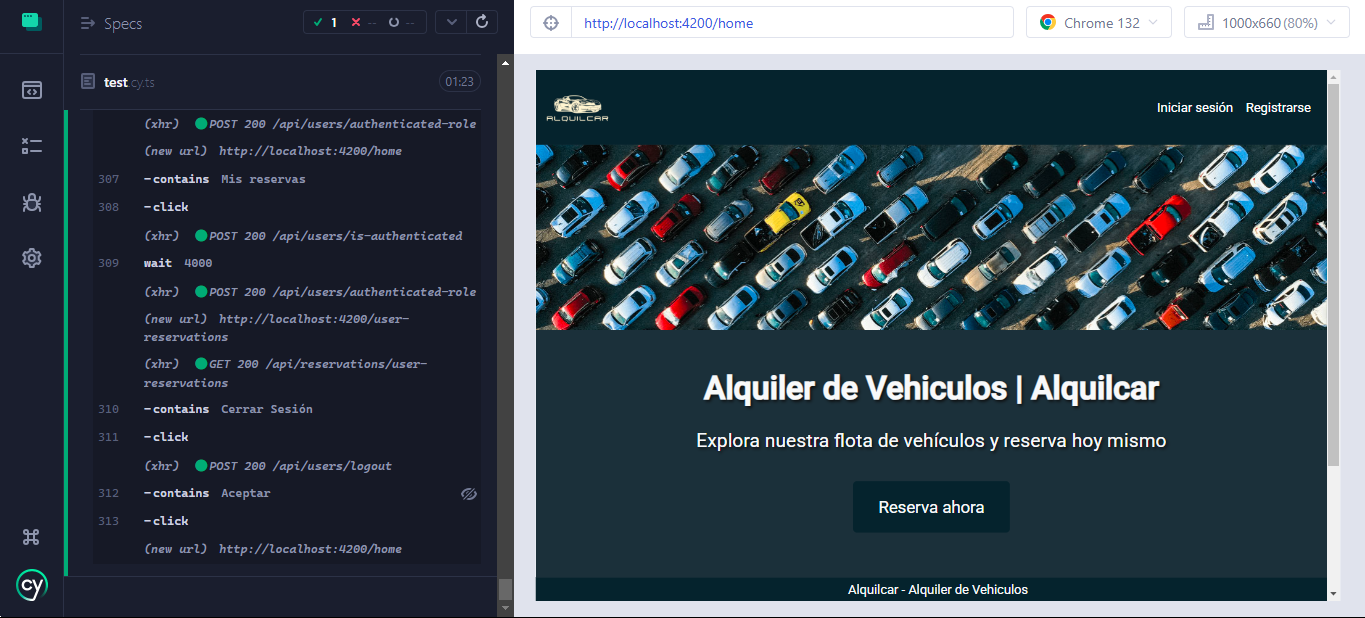 Specs
1
--
--
http://localhost:4200/home
Chrome 132
1000x660 (80%)
test cy.ts
01:23
(xhr) POST 200 /api/users/authenticated-role
(new url) http://localhost:4200/home
307 -contains Mis reservas
308 -click
(xhr) POST 200 /api/users/is-authenticated
309 wait 4000
(xhr) POST 200 /api/users/authenticated-role
(new url) http://localhost:4200/user-
reservations
(xhr) GET 200 /api/reservations/user-
reservations
310 -contains Cerrar Sesión
311 -click
(xhr) POST 200 /api/users/logout
312 -contains Aceptar
313 -click
(new url) http://localhost:4200/home
cy
ALQUILCAR
Iniciar sesión Registrarse
Alquiler de Vehiculos | Alquilcar
Explora nuestra flota de vehículos y reserva hoy mismo
Reserva ahora
Alquilcar - Alquiler de Vehiculos